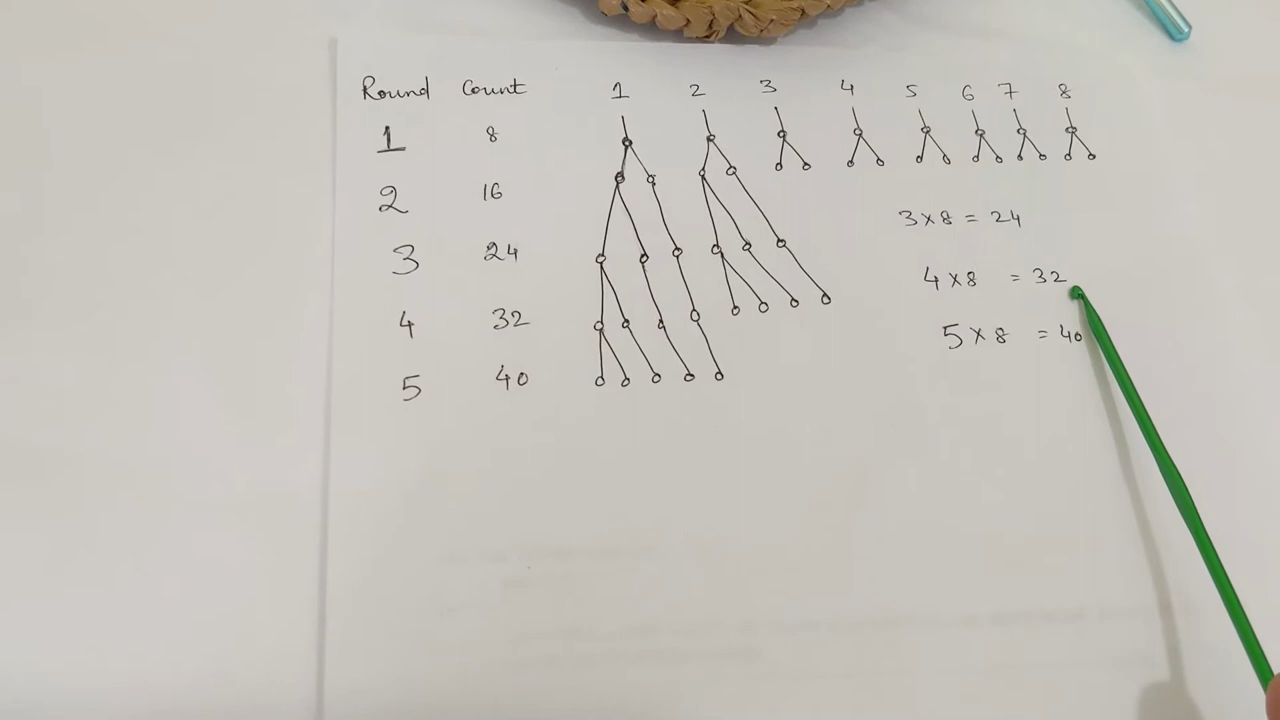 Round Count 1 2 3 4 5 6 7 8
1 8
2 16
3 24
4 32
5 40
3 x 8 = 24
4 x 8 = 32
5 x 8 = 40